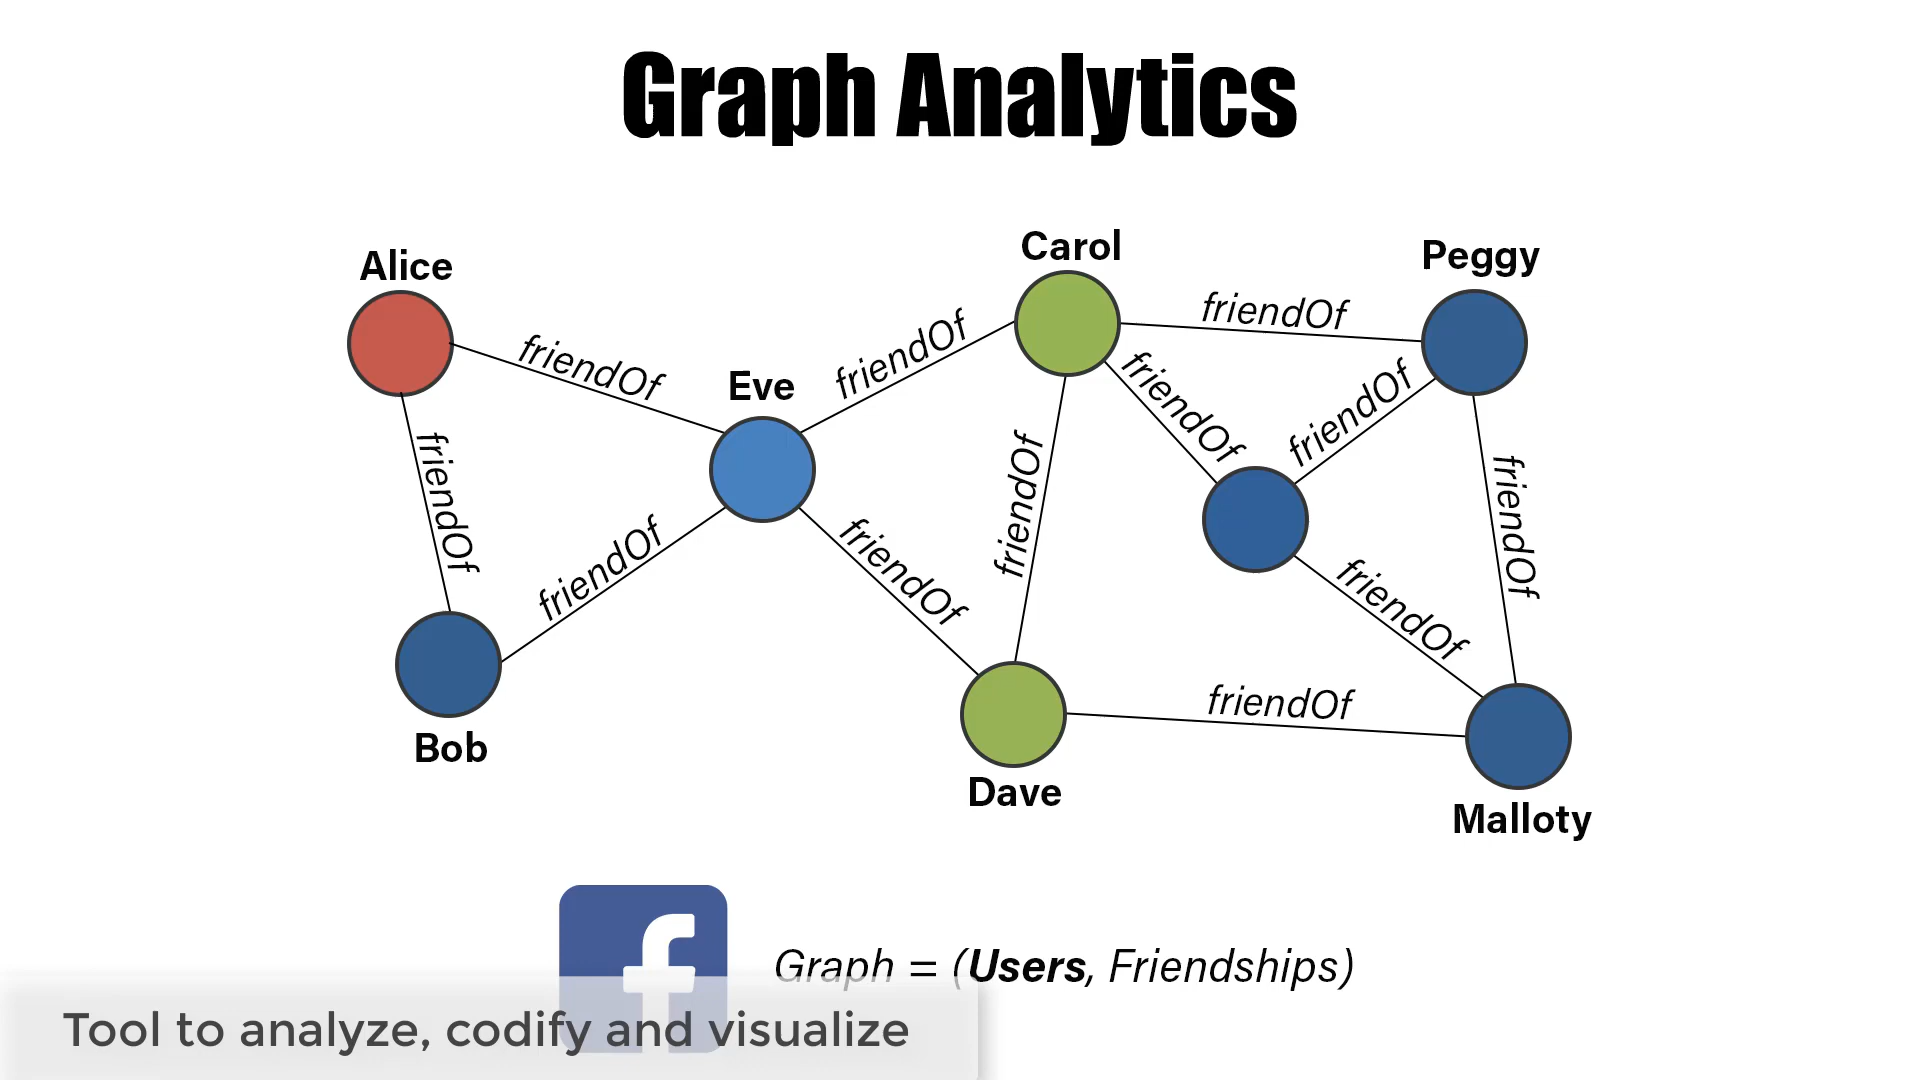 Graph Analytics
Alice
Carol
Peggy
friendOf
friendOf
friendOf
Eve
friendOf
friendOf
friendOf
friendOf
friendOf
friendOf
friendOf
friendOf
friendOf
Bob
Dave
Malloty
f
Graph = (Users, Friendships)
Tool to analyze, codify and visualize